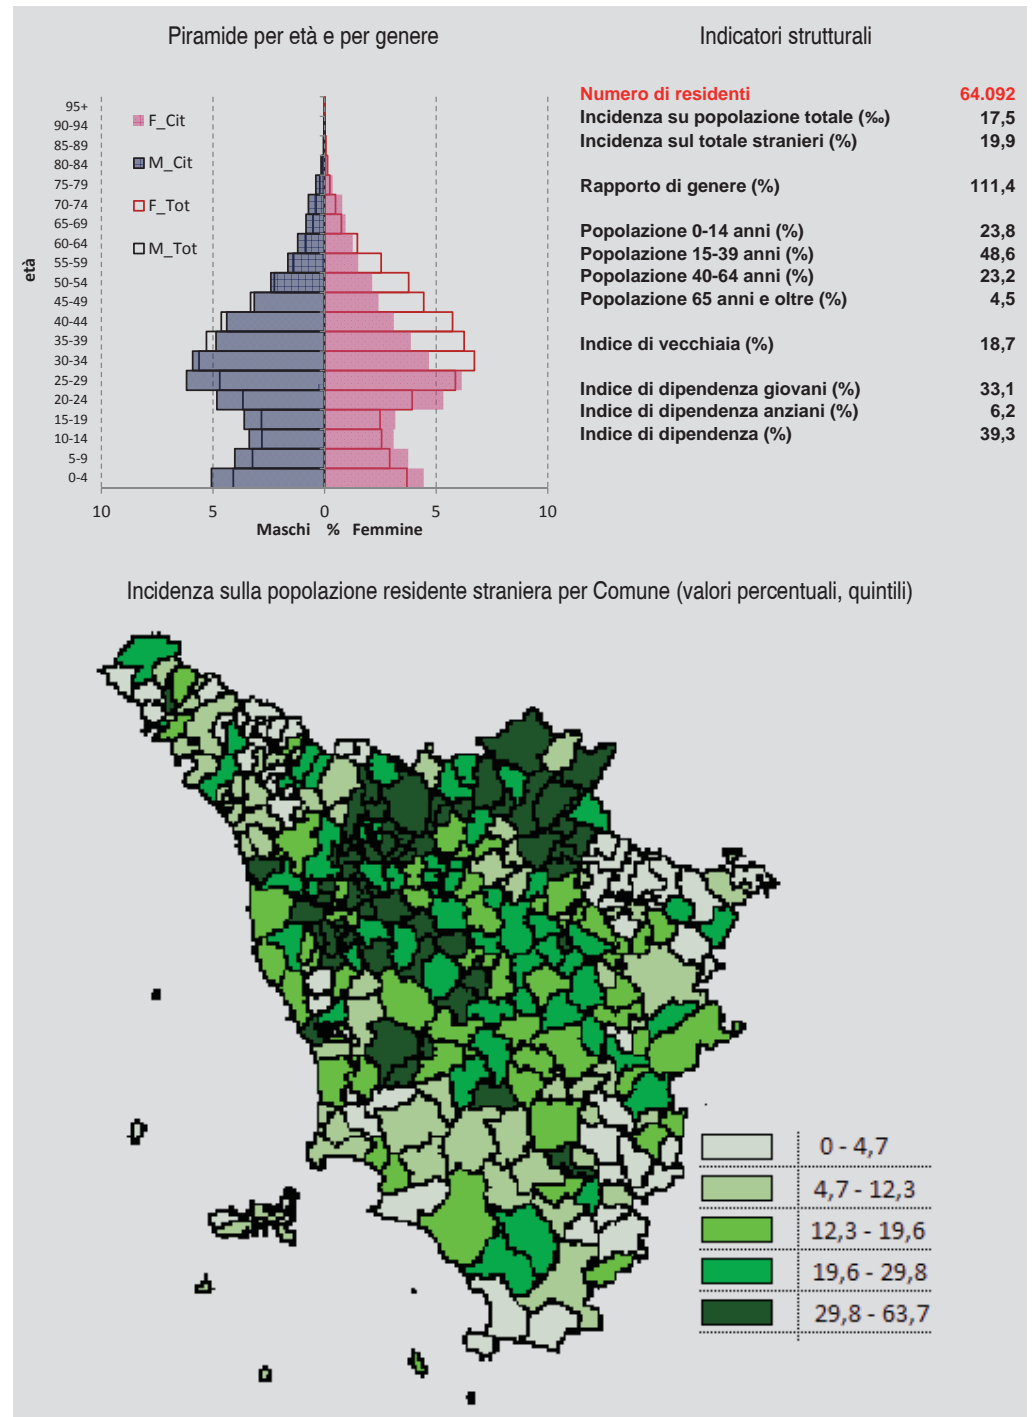 Piramide per età e per genere
95+
90-94
85-89
80-84
75-79
70-74
65-69
60-64
55-59
50-54
45-49
40-44
35-39
30-34
25-29
20-24
15-19
10-14
5-9
0-4
età
F_Cit
M_Cit
F_Tot
M_Tot
10 5 0 5 10
Maschi % Femmine
Indicatori strutturali
Numero di residenti 64.092
Incidenza su popolazione totale (‰) 17,5
Incidenza sul totale stranieri (%) 19,9
Rapporto di genere (%) 111,4
Popolazione 0-14 anni (%) 23,8
Popolazione 15-39 anni (%) 48,6
Popolazione 40-64 anni (%) 23,2
Popolazione 65 anni e oltre (%) 4,5
Indice di vecchiaia (%) 18,7
Indice di dipendenza giovani (%) 33,1
Indice di dipendenza anziani (%) 6,2
Indice di dipendenza (%) 39,3
Incidenza sulla popolazione residente straniera per Comune (valori percentuali, quintili)
0 - 4,7
4,7 - 12,3
12,3 - 19,6
19,6 - 29,8
29,8 - 63,7